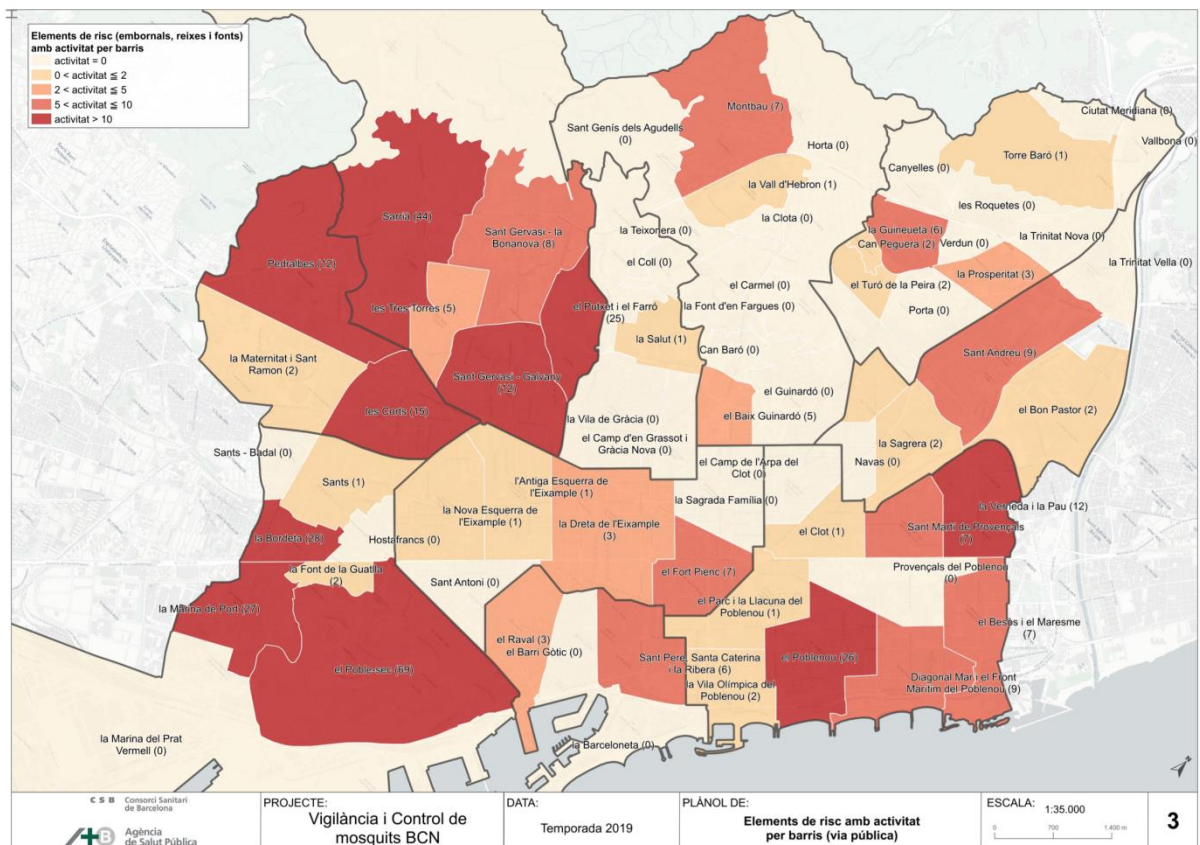 Elements de risc (embornals, reixes i fonts)
amb activitat per barris
activitat = 0
0 < activitat ≦ 2
2 < activitat ≦ 5
5 < activitat ≦ 10
activitat > 10
Montbau (7)
Sant Genís dels Agudells
(0)
Horta (0)
Ciutat Meridiana (0)
Vallbona (0)
Torre Baró (1)
Canyelles (0)
la Vall d'Hebron (1)
la Clota (0)
les Roquetes (0)
Sarrià (44)
Sant Gervasi - la
Bonanova (8)
la Teixonera (0)
la Guineueta (6)
Can Peguera (2)
Verdun (0)
la Trinitat Nova (0)
la Trinitat Vella (0)
Pedralbes (12)
el Coll (0)
el Carmel (0)
el Turó de la Peira (2)
la Prosperitat (3)
les Tres Torres (5)
el Putxet i el Farró
(25)
la Font d'en Fargues (0)
Porta (0)
la Salut (1)
Can Baró (0)
Sant Andreu (9)
la Maternitat i Sant
Ramon (2)
Sant Gervasi - Galvany
(12)
el Guinardó (0)
les Corts (15)
la Vila de Gràcia (0)
el Baix Guinardó (5)
el Bon Pastor (2)
el Camp d'en Grassot i
Gràcia Nova (0)
la Sagrera (2)
Sants - Badal (0)
el Camp de l'Arpa del
Clot (0)
Navas (0)
Sants (1)
l'Antiga Esquerra de
l'Eixample (1)
la Sagrada Família (0)
la Verneda i la Pau (12)
la Nova Esquerra de
l'Eixample (1)
la Dreta de l'Eixample
(3)
el Clot (1)
Sant Martí de Provençals
(7)
la Bordeta (28)
Hostafrancs (0)
la Font de la Guatlla
(2)
Sant Antoni (0)
el Fort Pienc (7)
Provençals del Poblenou
(0)
la Marina de Port (27)
el Parc i la Llacuna del
Poblenou (1)
el Besòs i el Maresme
(7)
el Raval (3)
el Barri Gòtic (0)
el Poble-sec (69)
Sant Pere, Santa Caterina
i la Ribera (6)
el Poblenou (26)
la Vila Olímpica del
Poblenou (2)
Diagonal Mar i el Front
Marítim del Poblenou (9)
la Marina del Prat
Vermell (0)
la Barceloneta (0)
C S B Consorci Sanitari
de Barcelona
Agència
de Salut Pública
PROJECTE:
Vigilància i Control de
mosquits BCN
DATA:
Temporada 2019
PLÀNOL DE:
Elements de risc amb activitat
per barris (via pública)
ESCALA: 1:35.000
0 700 1.400 m
3